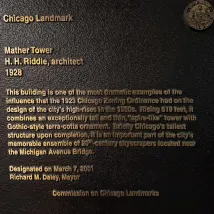 Chicago Landmark
Mather Tower
H. H. Riddle, architect
1928
This building is one of the most dramatic examples of the
influence that the 1923 Chicago Zoning Ordinance had on the
design of the city's high-rises in the 1920s. Rising 519 feet, it
combines an exceptionally tall and thin, "spire-like" tower with
Gothic-style terra-cotta ornament. Briefly Chicago's tallest
structure upon completion, it is an important part of the city's
memorable ensemble of 20th-century skyscrapers located near
the Michigan Avenue Bridge.
Designated on March 7, 2001
Richard M. Daley, Mayor
Commission on Chicago Landmarks